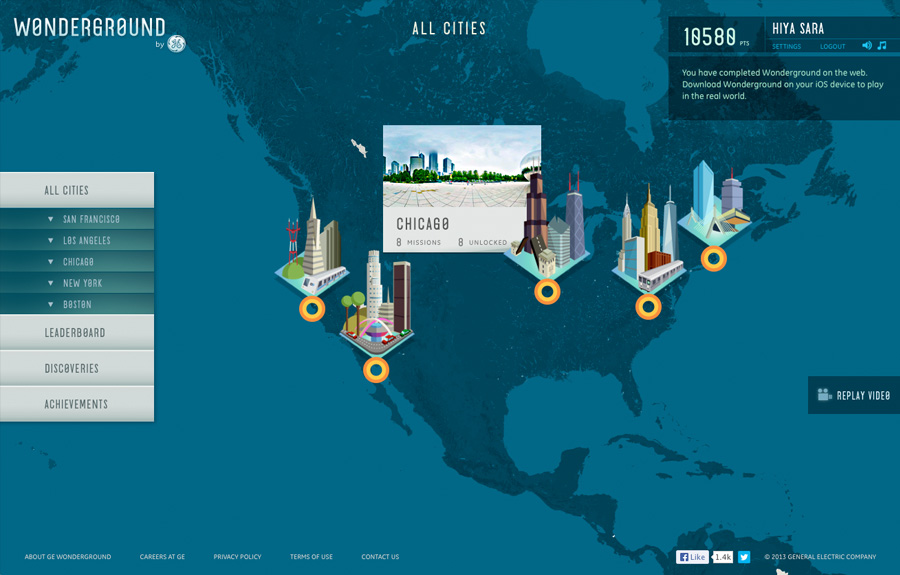 WONDERGROUND
by GE
ALL CITIES
10580 PTS
HIYA SARA
SETTINGS LOGOUT
You have completed Wonderground on the web.
Download Wonderground on your iOS device to play
in the real world.
CHICAGO
8 MISSIONS 8 UNLOCKED
ALL CITIES
SAN FRANCISCO
LOS ANGELES
CHICAGO
NEW YORK
BOSTON
LEADERBOARD
DISCOVERIES
ACHIEVEMENTS
REPLAY VIDEO
ABOUT GE WONDERGROUND CAREERS AT GE PRIVACY POLICY TERMS OF USE CONTACT US
Like 1.4k © 2013 GENERAL ELECTRIC COMPANY